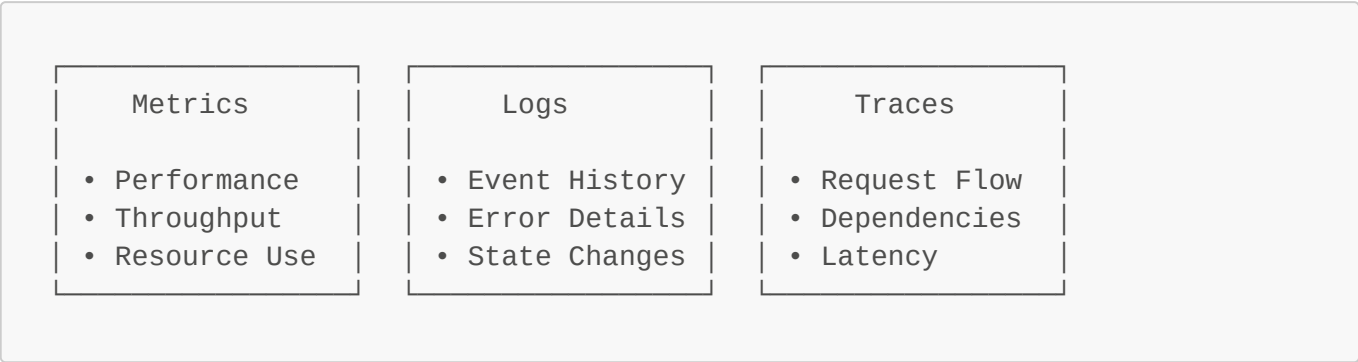 Metrics Logs Traces
• Performance • Event History • Request Flow
• Throughput • Error Details • Dependencies
• Resource Use • State Changes • Latency